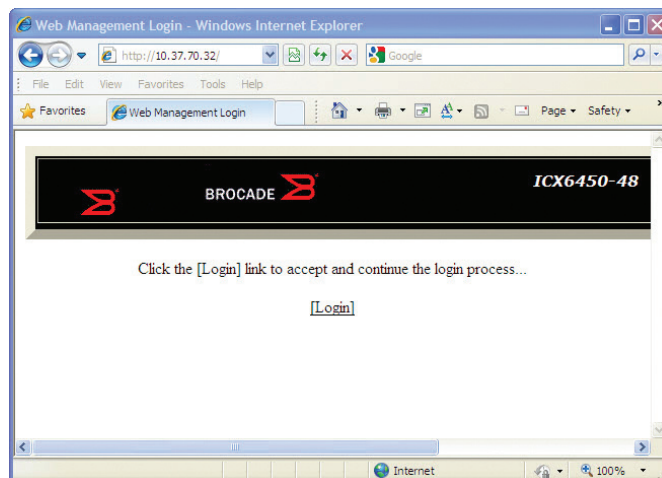 Web Management Login - Windows Internet Explorer
http://10.37.70.32/ Google
File Edit View Favorites Tools Help
Favorites Web Management Login Page Safety »
BROCADE ICX6450-48
Click the [Login] link to accept and continue the login process...
[Login]
Internet 100%